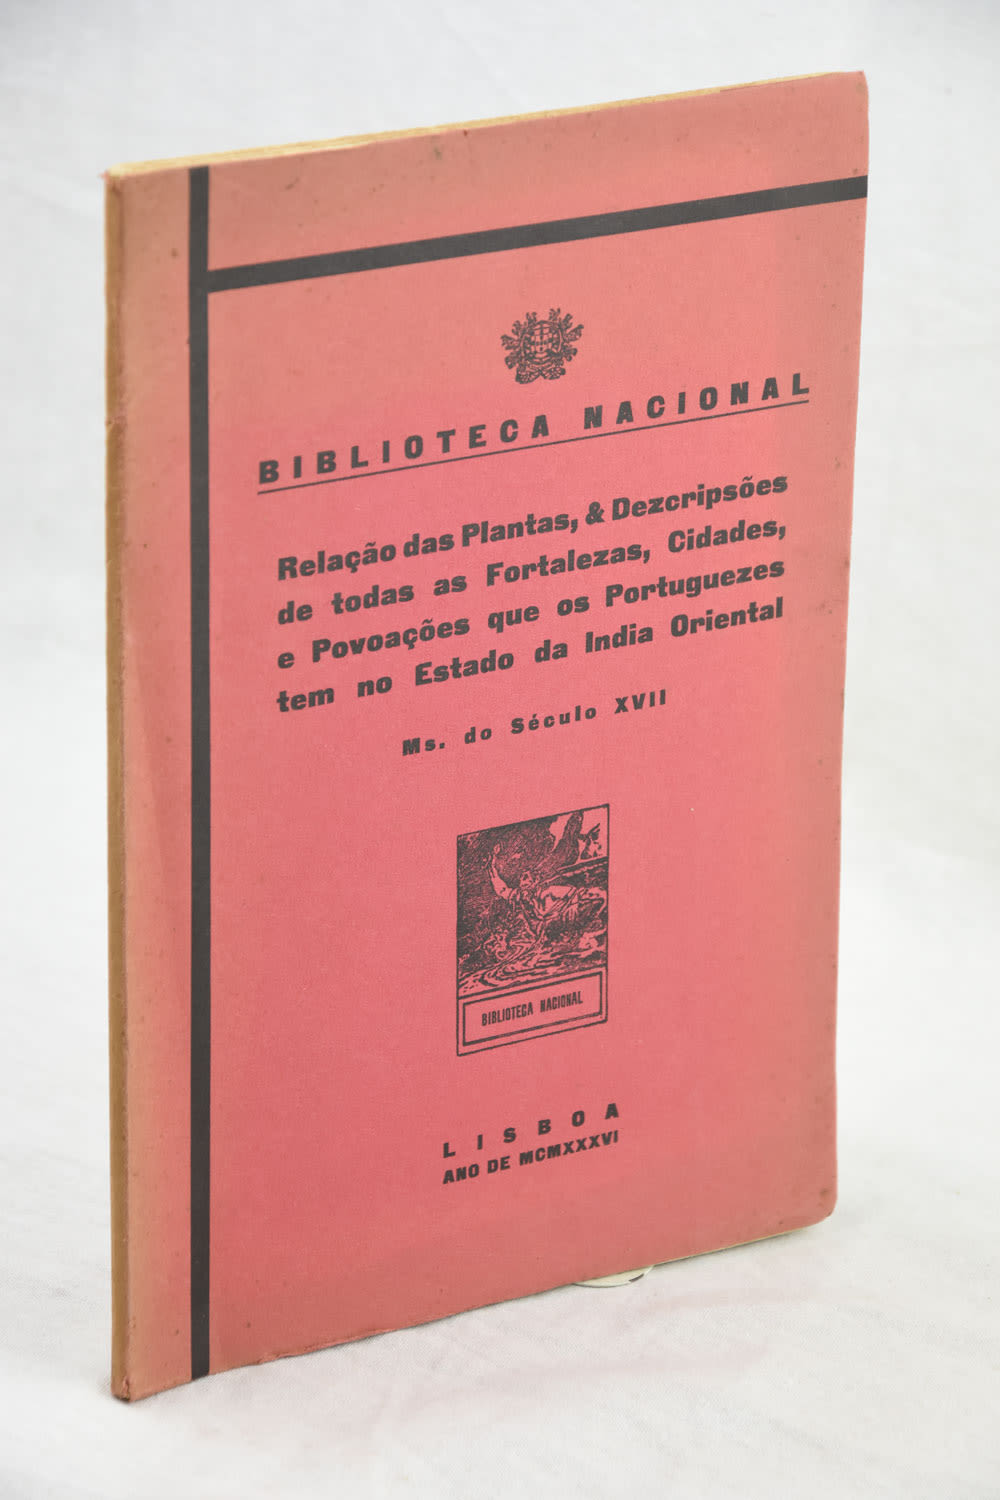 BIBLIOTECA NACIONAL
Relação das Plantas, & Dezcripsões
de todas as Fortalezas, Cidades,
e Povoações que os Portuguezes
tem no Estado da India Oriental
Ms. do Século XVII
BIBLIOTECA NACIONAL
LISBOA
ANO DE MCMXXXVI